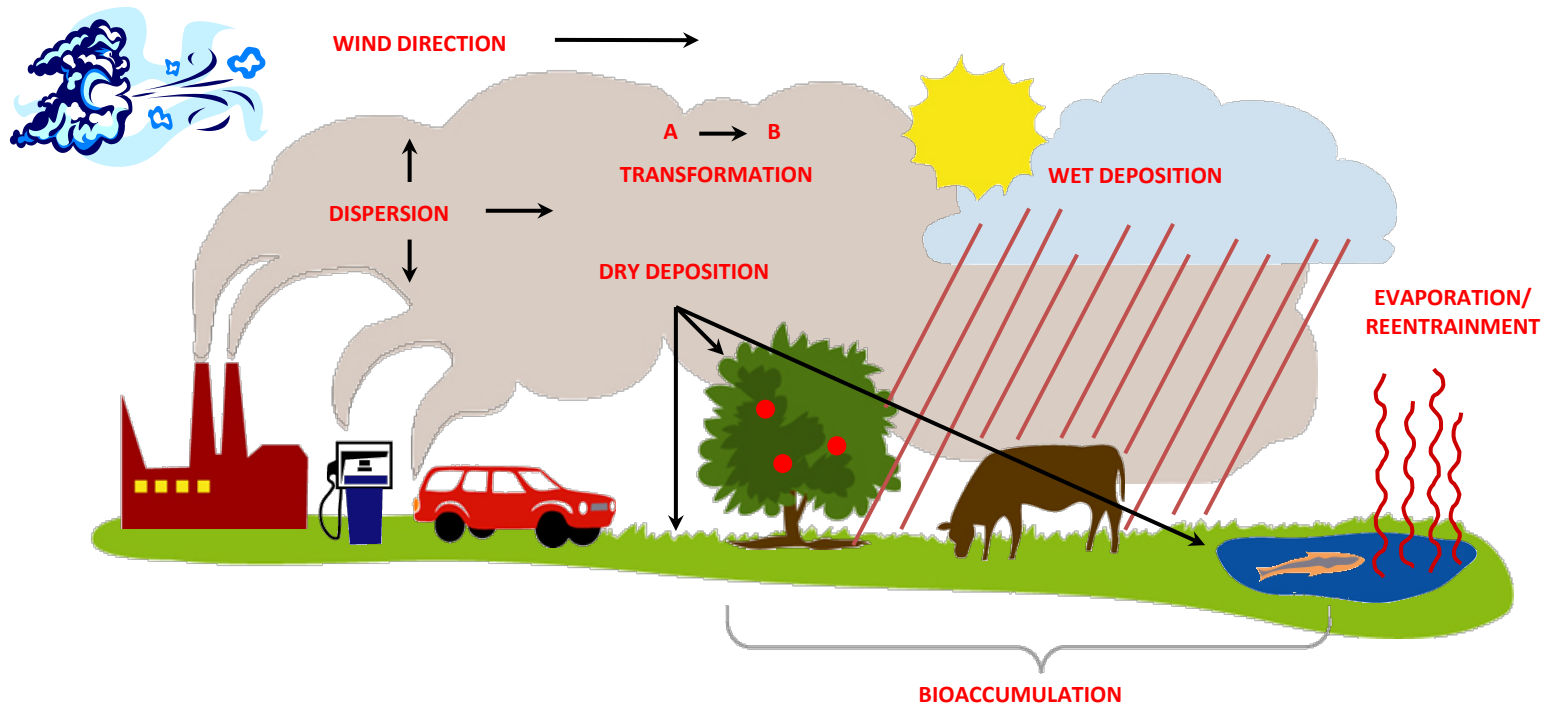 WIND DIRECTION
A B
TRANSFORMATION
WET DEPOSITION
DISPERSION
DRY DEPOSITION
EVAPORATION/
REENTRAINMENT
BIOACCUMULATION